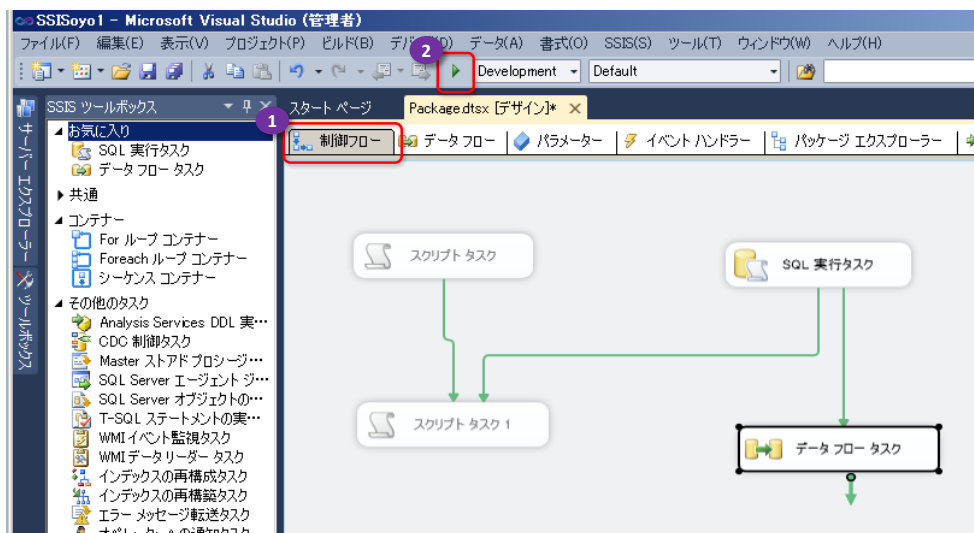 SSISoyo1 - Microsoft Visual Studio (管理者)
ファイル(F) 編集(E) 表示(V) プロジェクト(P) ビルド(B) デバ (D) データ(A) 書式(O) SSIS(S) ツール(T) ウィンドウ(W) ヘルプ(H)
2
Development Default
SSIS ツールボックス
スタート ページ Package.dtsx [デザイン]*
1
制御フロー データ フロー パラメーター イベント ハンドラー パッケージ エクスプローラー
サーバー エクスプローラー
ツールボックス
お気に入り
SQL 実行タスク
データ フロー タスク
共通
コンテナー
For ループ コンテナー
Foreach ループ コンテナー
シーケンス コンテナー
その他のタスク
Analysis Services DDL 実…
CDC 制御タスク
Master ストアド プロシージ…
SQL Server エージェント ジ…
SQL Server オブジェクトの…
T-SQL ステートメントの実…
WMI イベント監視タスク
WMI データ リーダー タスク
インデックスの再構成タスク
インデックスの再構築タスク
エラー メッセージ転送タスク
スクリプト タスク
SQL 実行タスク
スクリプト タスク 1
データ フロー タスク